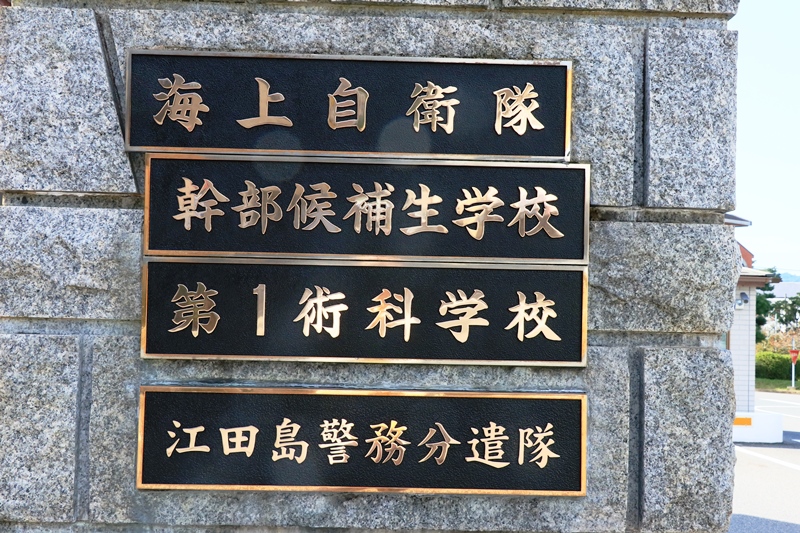 海上自衛隊
幹部候補生学校
第1術科学校
江田島警務分遣隊